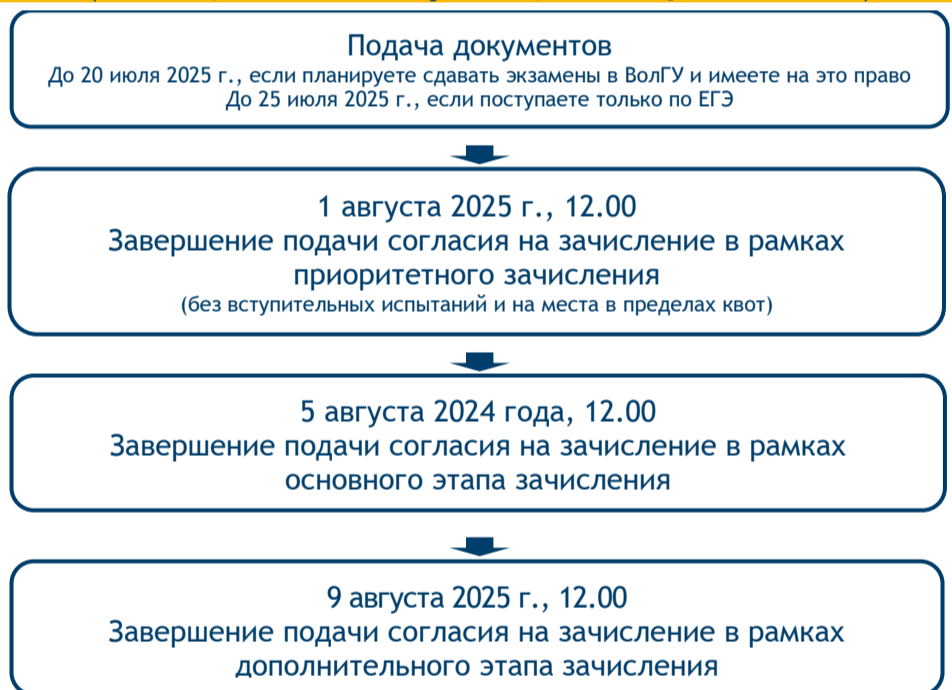 Подача документов
До 20 июля 2025 г., если планируете сдавать экзамены в ВолГУ и имеете на это право
До 25 июля 2025 г., если поступаете только по ЕГЭ
1 августа 2025 г., 12.00
Завершение подачи согласия на зачисление в рамках
приоритетного зачисления
(без вступительных испытаний и на места в пределах квот)
5 августа 2024 года, 12.00
Завершение подачи согласия на зачисление в рамках
основного этапа зачисления
9 августа 2025 г., 12.00
Завершение подачи согласия на зачисление в рамках
дополнительного этапа зачисления